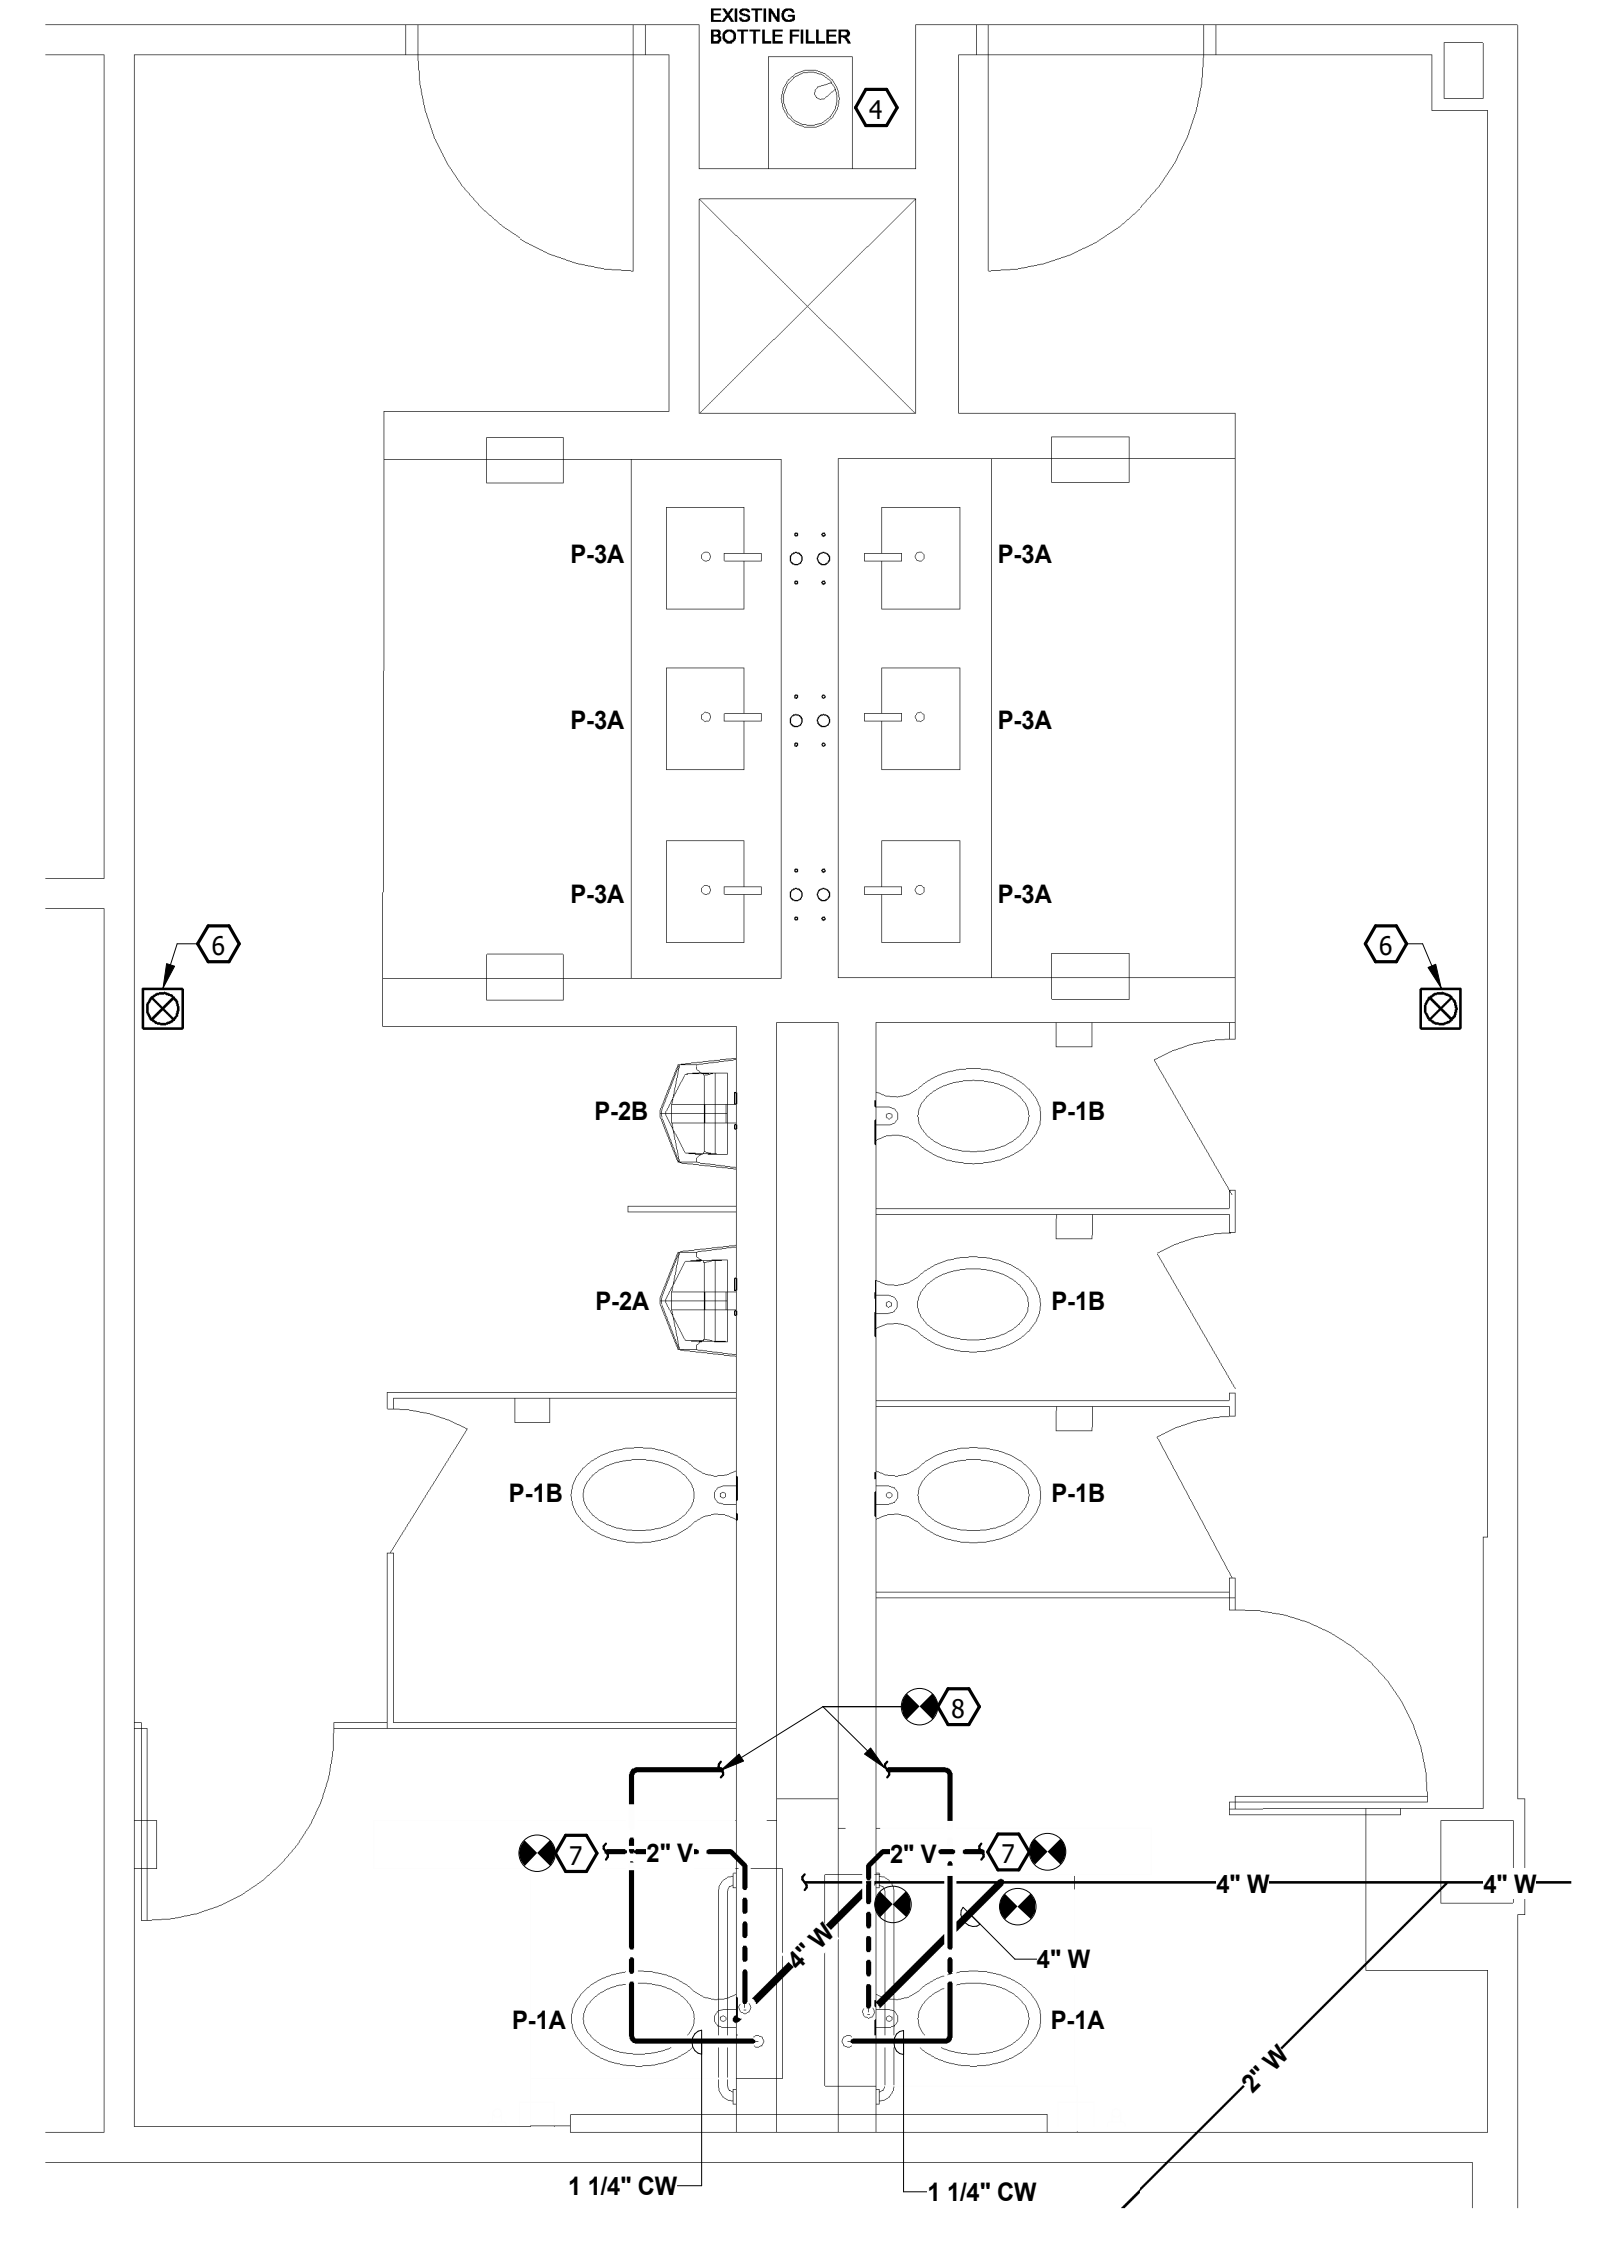 EXISTING
BOTTLE FILLER
4
P-3A
P-3A
P-3A
P-3A
P-3A
P-3A
6
6
P-2B
P-1B
P-2A
P-1B
P-1B
P-1B
8
7
2" V
2" V
7
4" W
4" W
4" W
4" W
P-1A
P-1A
2" W
1 1/4" CW
1 1/4" CW